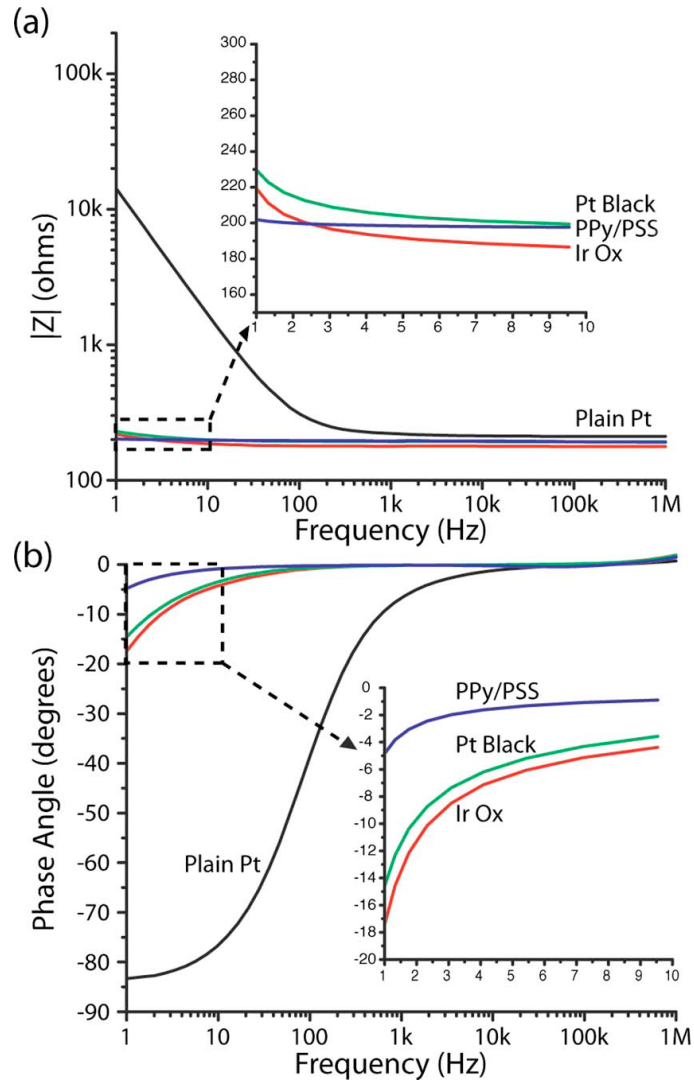 (a)
100k
10k
1k
100
|Z| (ohms)
300
280
260
240
220
200
180
160
1 2 3 4 5 6 7 8 9 10
Pt Black
PPy/PSS
Ir Ox
Plain Pt
1 10 100 1k 10k 100k 1M
Frequency (Hz)
(b)
0
-10
-20
-30
-40
-50
-60
-70
-80
-90
Phase Angle (degrees)
Plain Pt
0
-2
-4
-6
-8
-10
-12
-14
-16
-18
-20
PPy/PSS
Pt Black
Ir Ox
1 2 3 4 5 6 7 8 9 10
1 10 100 1k 10k 100k 1M
Frequency (Hz)